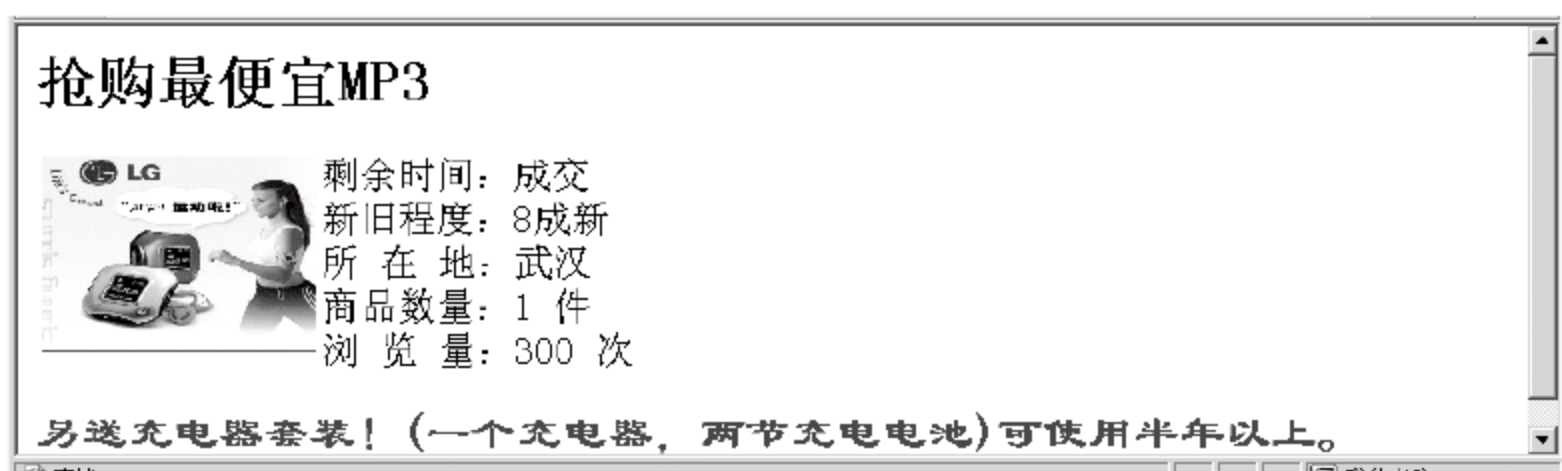 抢购最便宜MP3
LG
剩余时间：成交
新旧程度：8成新
所 在 地：武汉
商品数量：1 件
浏 览 量：300 次
另送充电器套装！(一个充电器，两节充电电池)可使用半年以上。